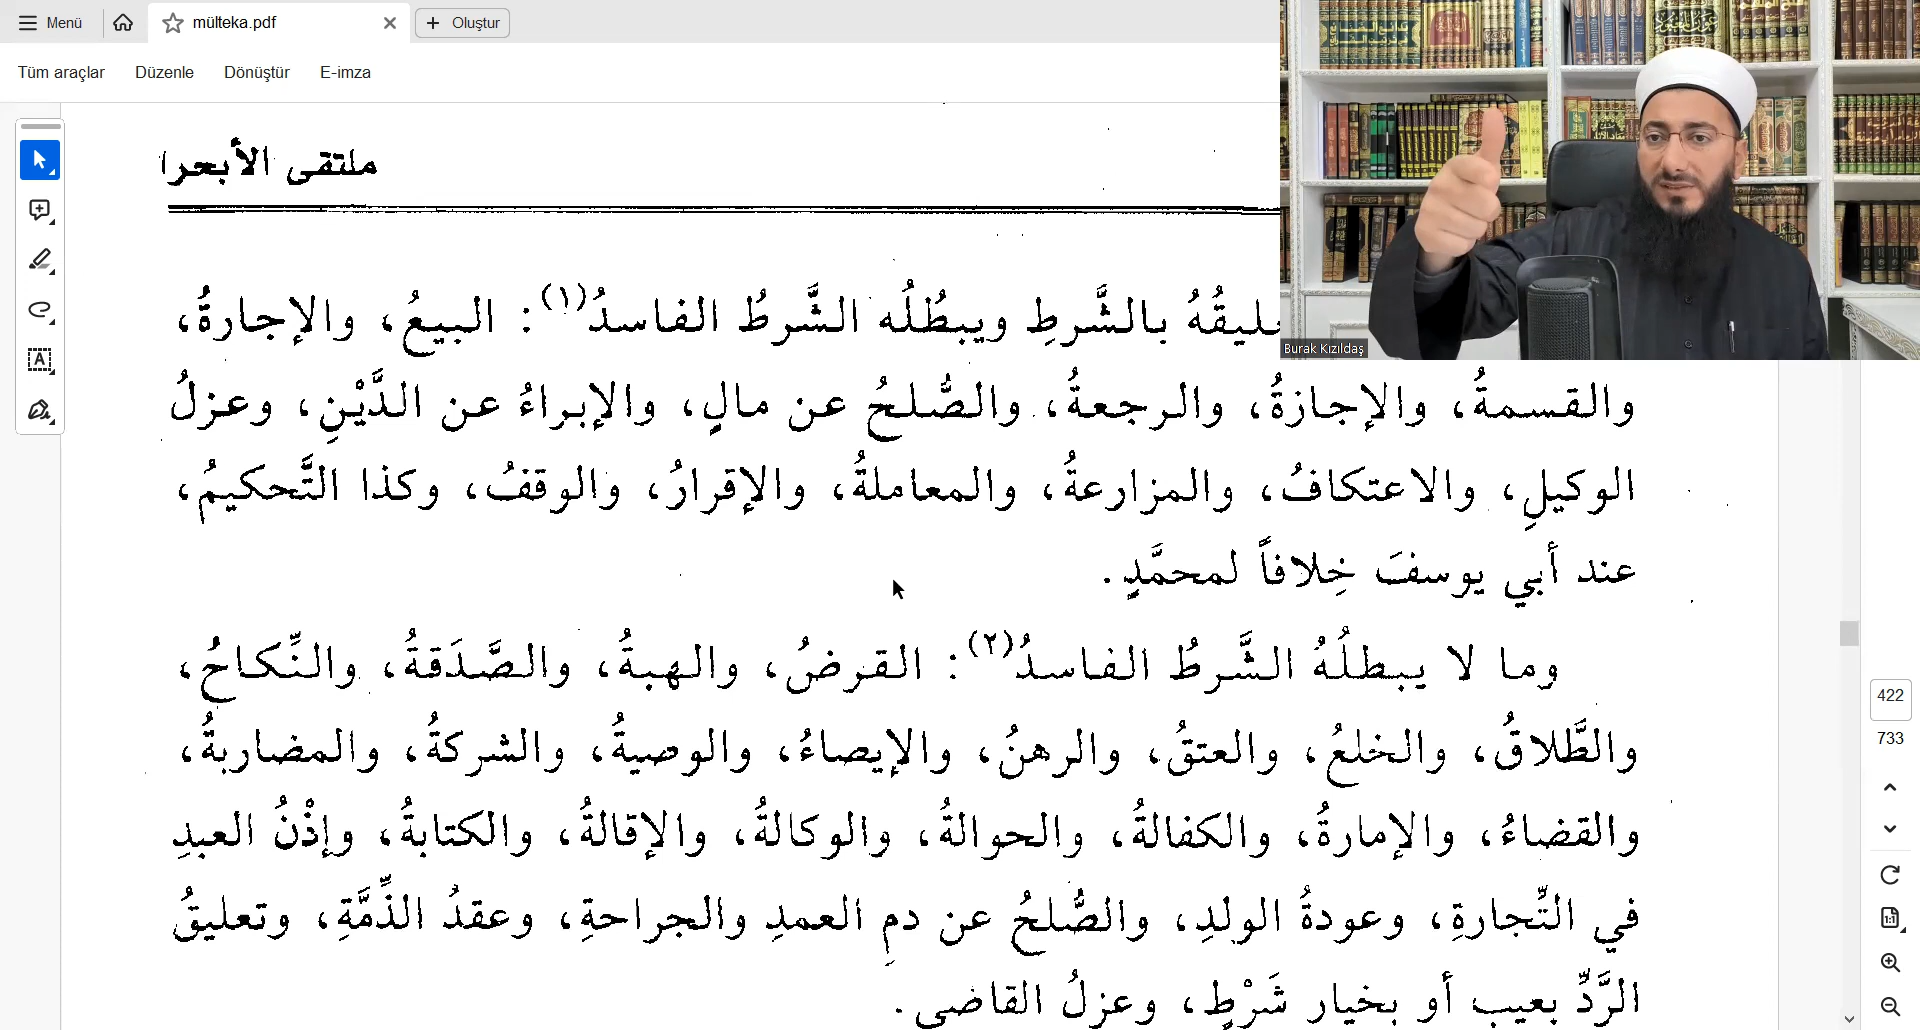 Menü
mülteka.pdf
Oluştur
Tüm araçlar
Düzenle
Dönüştür
E-imza
Burak Kızıldaş
ملتقى الأبحرا
بالشَّرطِ ويبطُلُه الشَّرطُ الفاسدُ(١): البيعُ، والإجارةُ،
والقسمةُ، والإجازةُ، والرجعةُ، والصُّلحُ عن مالٍ، والإبراءُ عن الدَّيْنِ، وعزلُ
الوكيلِ، والاعتكافُ، والمزارعةُ، والمعاملةُ، والإقرارُ، والوقفُ، وكذا التَّحكيمُ،
عند أبي يوسفَ خِلافاً لمحمَّدٍ.
وما لا يبطلُهُ الشَّرطُ الفاسدُ(٢): القرضُ، والهبةُ، والصَّدَقةُ، والنِّكاحُ،
والطَّلاقُ، والخلعُ، والعتقُ، والرهنُ، والإيصاءُ، والوصيةُ، والشركةُ، والمضاربةُ،
والقضاءُ، والإمارةُ، والكفالةُ، والحوالةُ، والوكالةُ، والإقالةُ، والكتابةُ، وإذْنُ العبدِ
في التِّجارةِ، وعودةُ الولدِ، والصُّلحُ عن دمِ العمدِ والجراحةِ، وعقدُ الذِّمَّةِ، وتعليقُ
الرَّدِّ بعيبٍ أو بخيار شَرْطٍ، وعزلُ القاضي.
422
733